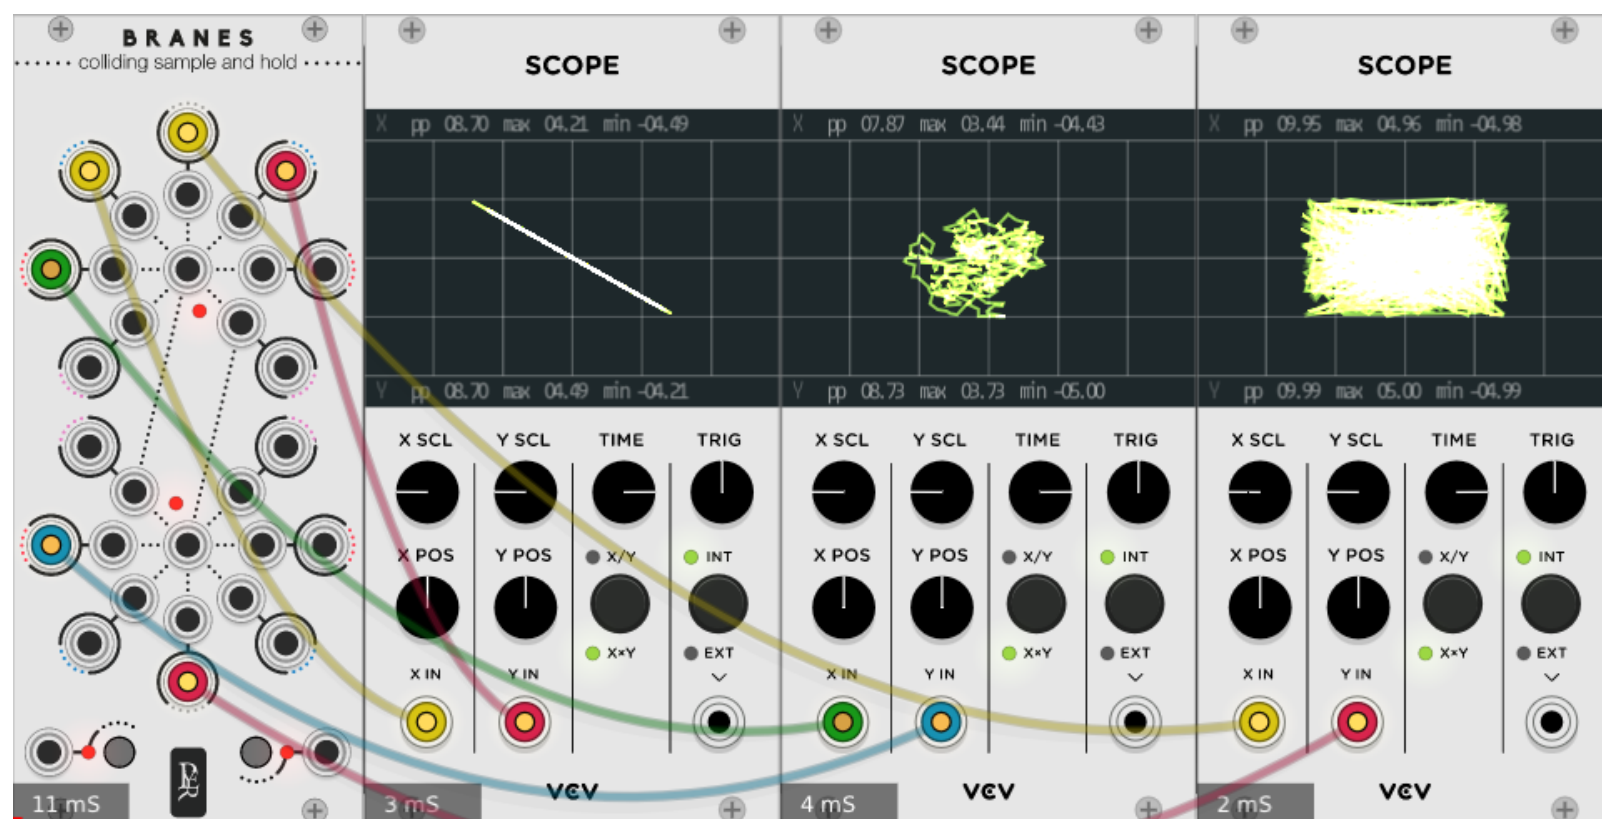 BRANES
colliding sample and hold
11 mS
SCOPE
X pp 08.70 max 04.21 min -04.49
Y pp 08.70 max 04.49 min -04.21
X SCL Y SCL TIME TRIG
X POS Y POS X/Y INT
X×Y EXT
X IN Y IN
VCV
3 mS
SCOPE
X pp 07.87 max 03.44 min -04.43
Y pp 08.73 max 03.73 min -05.00
X SCL Y SCL TIME TRIG
X POS Y POS X/Y INT
X×Y EXT
X IN Y IN
VCV
4 mS
SCOPE
X pp 09.95 max 04.96 min -04.98
Y pp 09.99 max 05.00 min -04.99
X SCL Y SCL TIME TRIG
X POS Y POS X/Y INT
X×Y EXT
X IN Y IN
VCV
2 mS